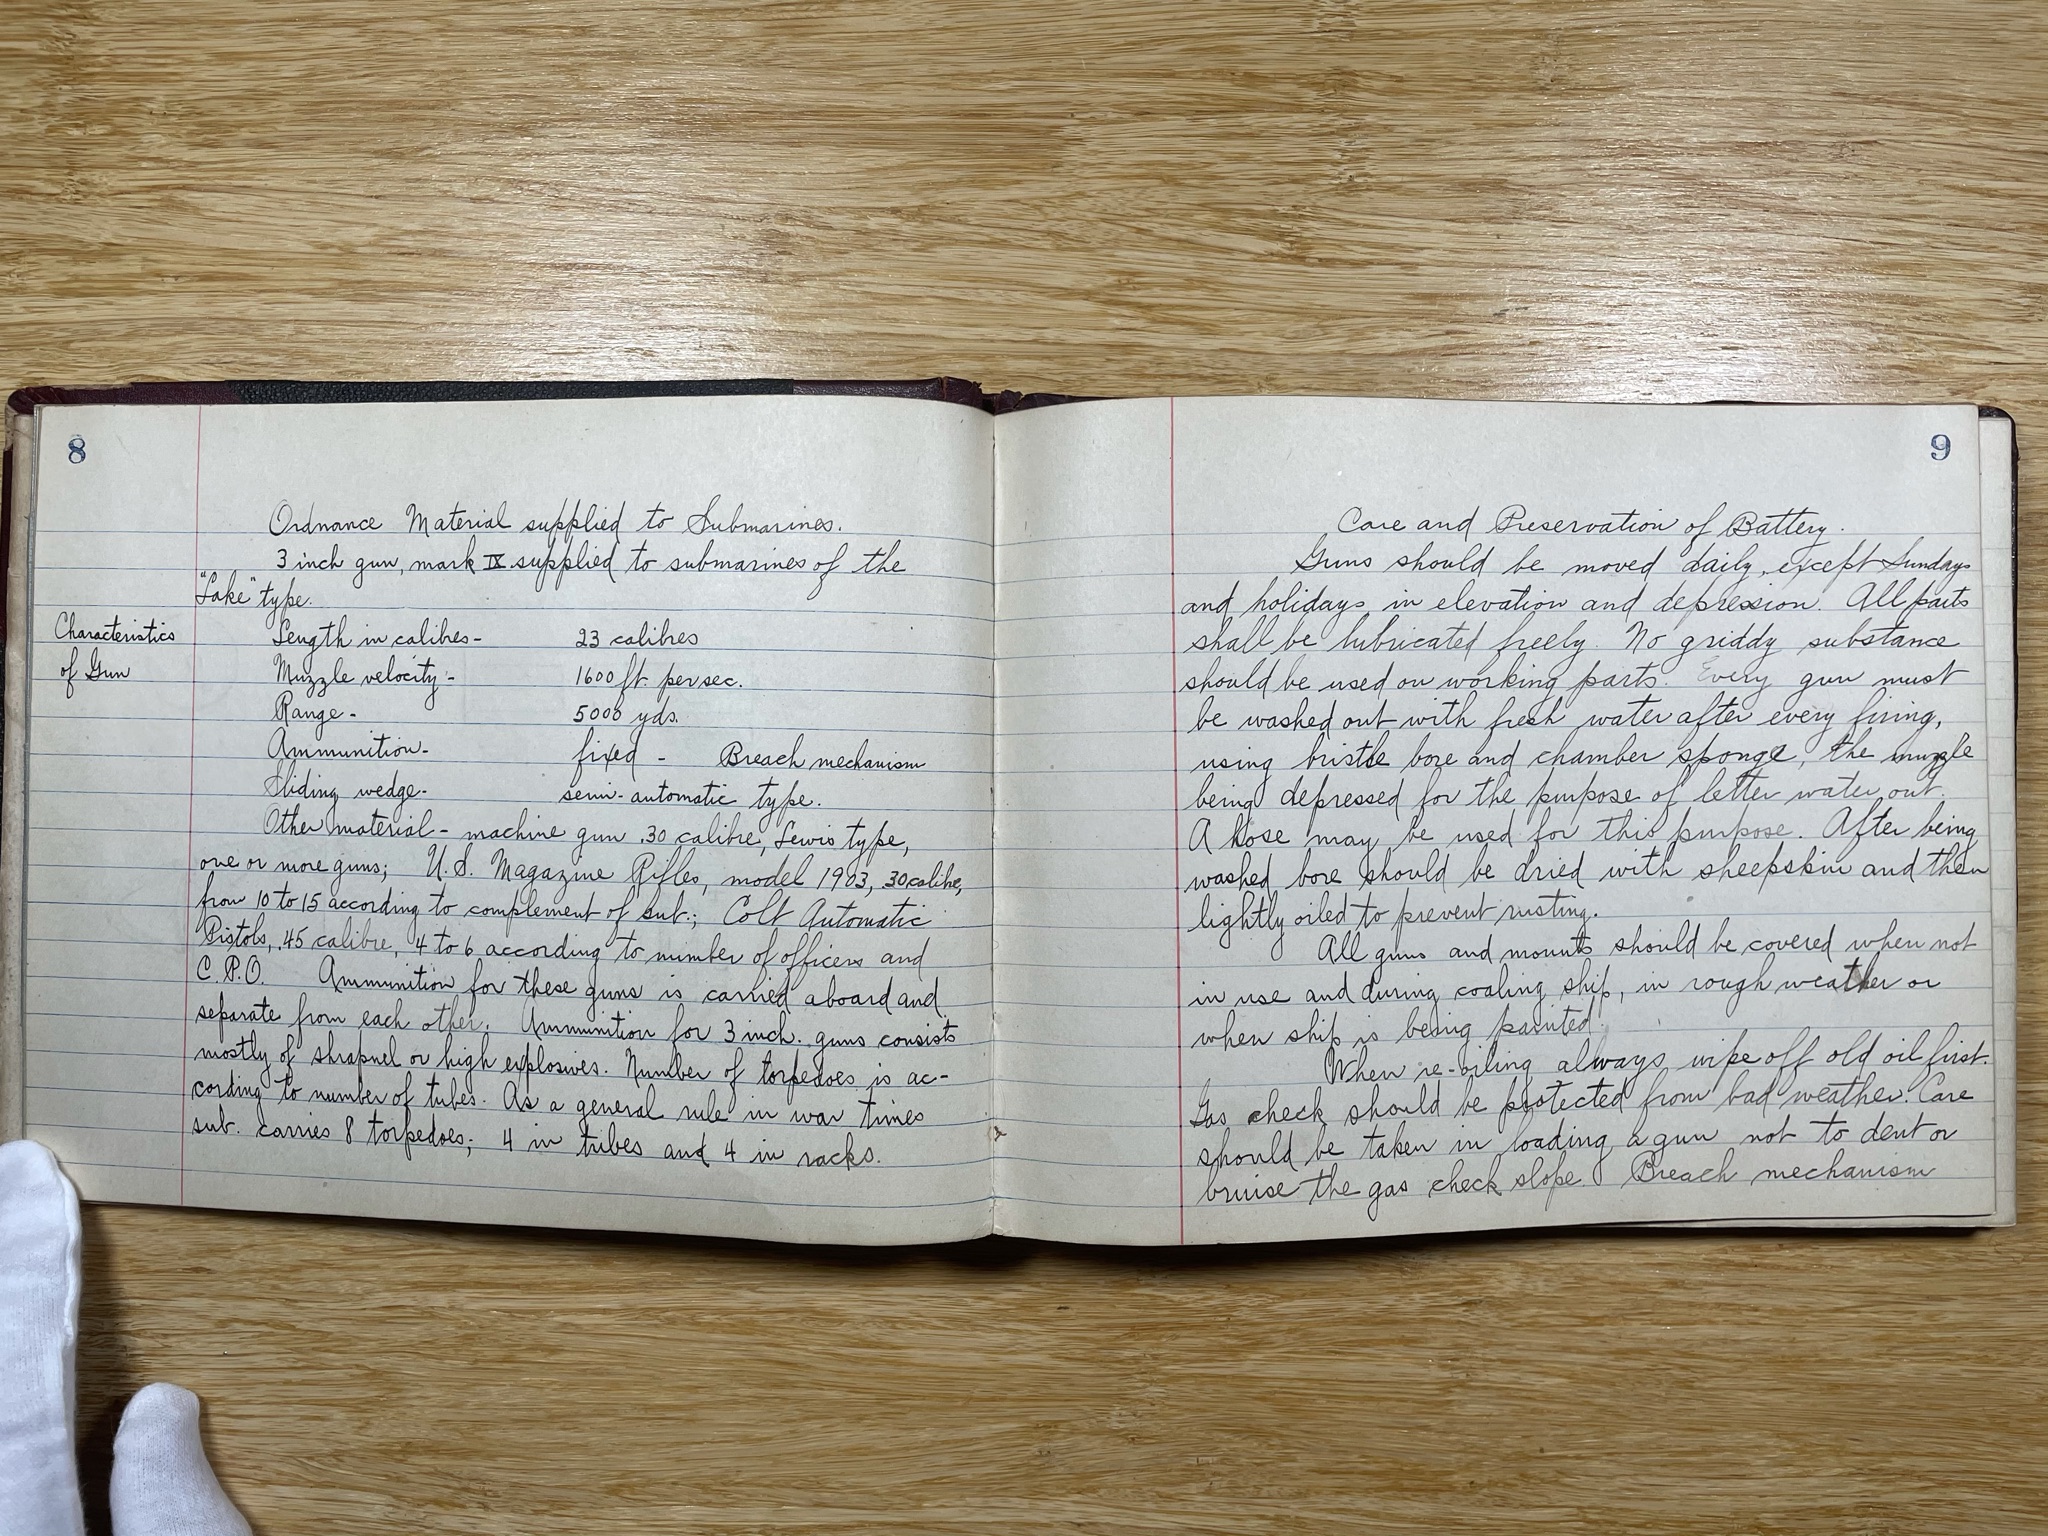 8
Ordnance Material supplied to Submarines.
3 inch gun, mark IX supplied to submarines of the
"Lake" type.
Characteristics
of Gun
Length in calibres- 23 calibres
Muzzle velocity- 1600 ft. per sec.
Range- 5000 yds.
Ammunition- fixed - Breach mechanism
Sliding wedge- semi-automatic type.
Other material - machine gun .30 calibre, Lewis type,
one or more guns; U.S. Magazine Rifles, model 1903, 30 calibre,
from 10 to 15 according to complement of sub.; Colt Automatic
Pistols, .45 calibre, 4 to 6 according to number of officers and
C.P.O. Ammunition for these guns is carried aboard and
separate from each other. Ammunition for 3 inch. guns consists
mostly of shrapnel or high explosives. Number of torpedoes is ac-
cording to number of tubes. As a general rule in war times
sub. carries 8 torpedoes; 4 in tubes and 4 in racks.
9
Care and Preservation of Battery.
Guns should be moved daily, except Sundays
and holidays, in elevation and depression. All parts
shall be lubricated freely. No griddy substance
should be used on working parts. Every gun must
be washed out with fresh water after every firing,
using bristle bore and chamber sponge, the muzzle
being depressed for the purpose of letter water out.
A hose may be used for this purpose. After being
washed bore should be dried with sheepskin and then
lightly oiled to prevent rusting.
All guns and mounts should be covered when not
in use and during coaling ship, in rough weather or
when ship is being painted.
When re-oiling always wipe off old oil first.
Gas check should be protected from bad weather. Care
should be taken in loading a gun not to dent or
bruise the gas check slope. Breach mechanism